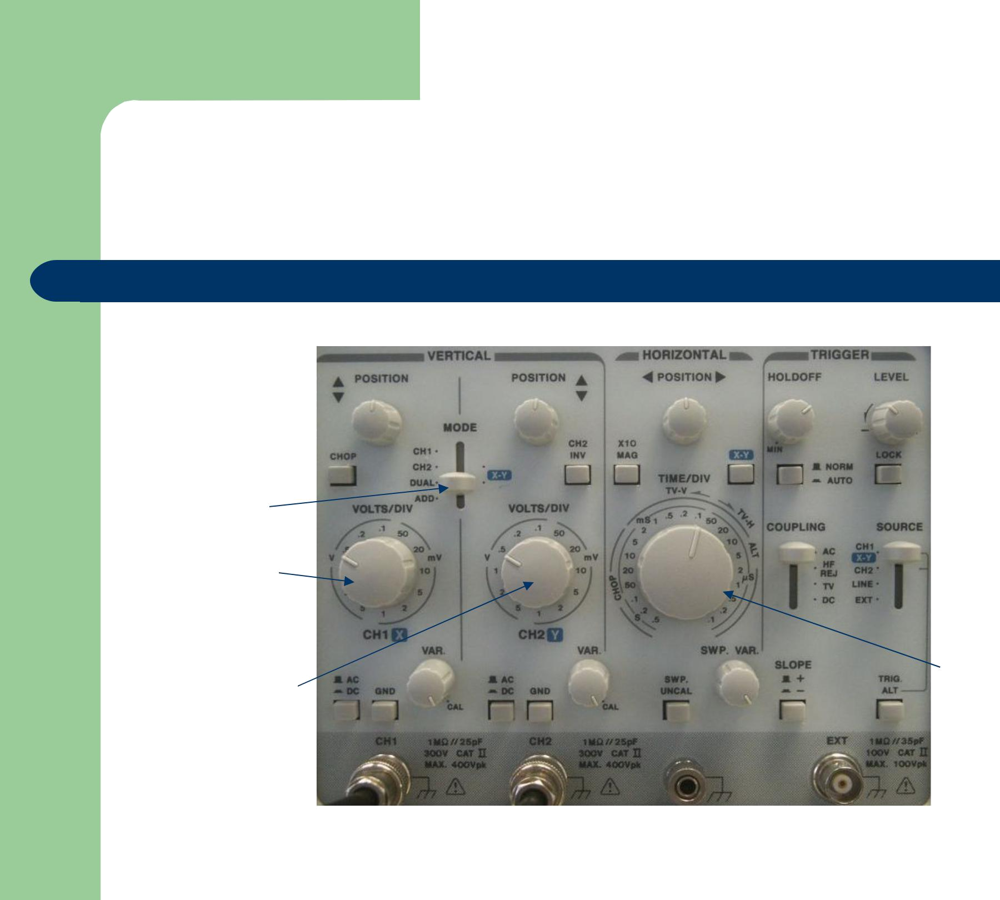 VERTICAL
HORIZONTAL
TRIGGER
POSITION
POSITION
POSITION
HOLDOFF
LEVEL
MODE
CH1
CH2
DUAL
ADD
X-Y
CHOP
CH2
INV
X10
MAG
X-Y
MIN
NORM
AUTO
LOCK
VOLTS/DIV
.1
50
.2
20
.5
V
mV
10
5
5
2
1
CH1 X
VOLTS/DIV
.1
.2
50
.5
20
V
mV
1
10
2
5
5
2
1
CH2 Y
TIME/DIV
TV-V
TV-H
ALT
CHOP
mS
1
.5
.2
.1
50
2
20
5
10
10
5
20
2
µS
50
1
.1
.5
.2
.2
S
.5
.1
COUPLING
AC
HF
REJ
TV
DC
SOURCE
CH1
X-Y
CH2
LINE
EXT
VAR.
VAR.
SWP. VAR.
AC
DC
GND
CAL
AC
DC
GND
CAL
SWP.
UNCAL
SLOPE
+
−
TRIG.
ALT
CH1
1MΩ//25pF
300V CAT II
MAX. 400Vpk
CH2
1MΩ//25pF
300V CAT II
MAX. 400Vpk
EXT
1MΩ//35pF
100V CAT II
MAX. 100Vpk